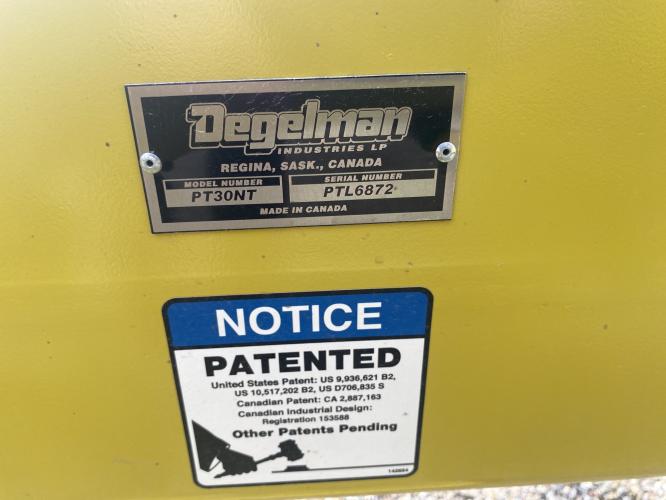 Degelman
INDUSTRIES LP
REGINA, SASK., CANADA
MODEL NUMBER SERIAL NUMBER
PT30NT PTL6872
MADE IN CANADA
NOTICE
PATENTED
United States Patent: US 9,936,621 B2,
US 10,517,202 B2, US D706,835 S
Canadian Patent: CA 2,887,163
Canadian Industrial Design:
Registration 153588
Other Patents Pending